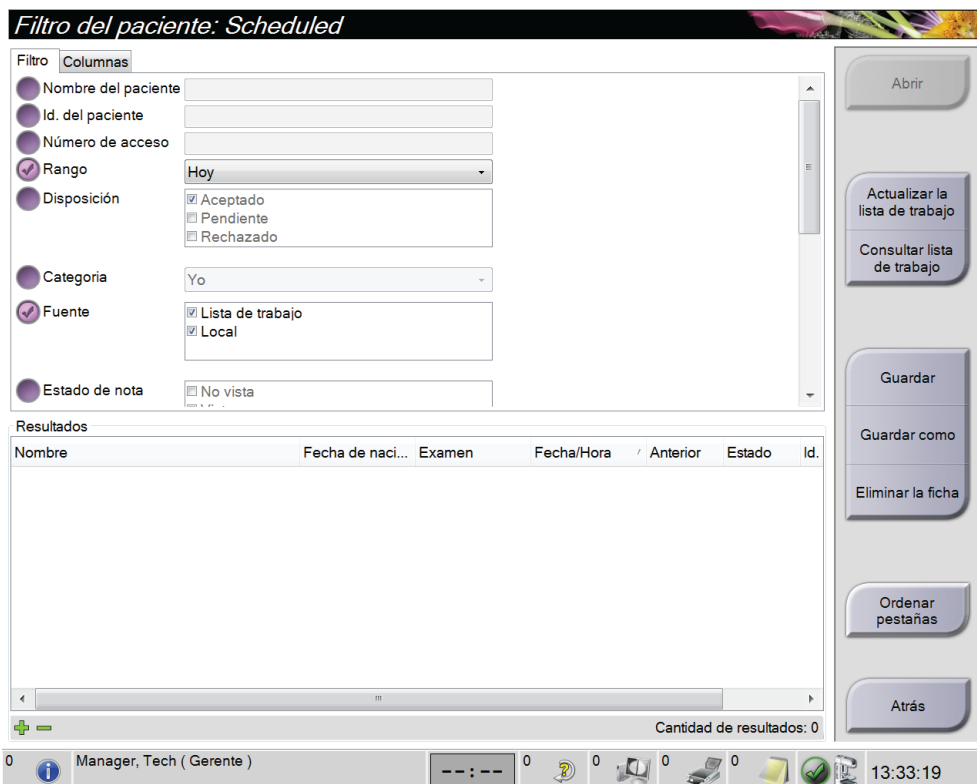 Filtro del paciente: Scheduled
Filtro Columnas
Nombre del paciente
Id. del paciente
Número de acceso
Rango Hoy
Disposición Aceptado
Pendiente
Rechazado
Categoria Yo
Fuente Lista de trabajo
Local
Estado de nota No vista
Resultados
Nombre Fecha de naci... Examen Fecha/Hora Anterior Estado Id.
Cantidad de resultados: 0
Abrir
Actualizar la
lista de trabajo
Consultar lista
de trabajo
Guardar
Guardar como
Eliminar la ficha
Ordenar
pestañas
Atrás
0 Manager, Tech ( Gerente ) --:-- 0 0 0 0 13:33:19